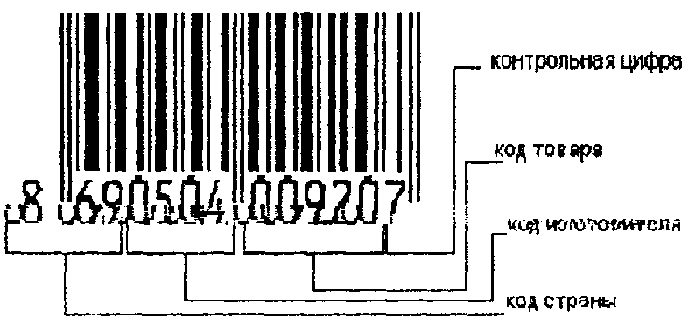 контрольная цифра
код товара
8 690504 009207
код изготовителя
код страны